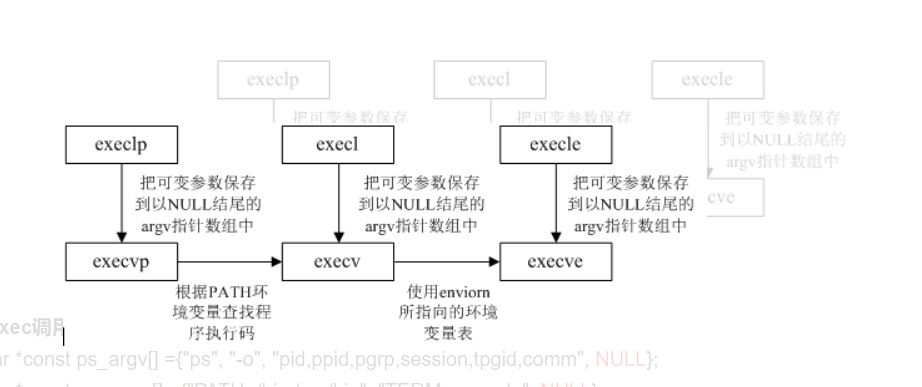 execlp execl execle
把可变参数保存 把可变参数保存 把可变参数保存
到以NULL结尾的
argv指针数组中
execlp execl execle
把可变参数保存 把可变参数保存 把可变参数保存
到以NULL结尾的 到以NULL结尾的 到以NULL结尾的
argv指针数组中 argv指针数组中 argv指针数组中
cve
execvp execv execve
根据PATH环 使用enviorn
境变量查找程 所指向的环境
序执行码 变量表
xec调用
ar *const ps_argv[] ={"ps", "-o", "pid,ppid,pgrp,session,tpgid,comm", NULL};